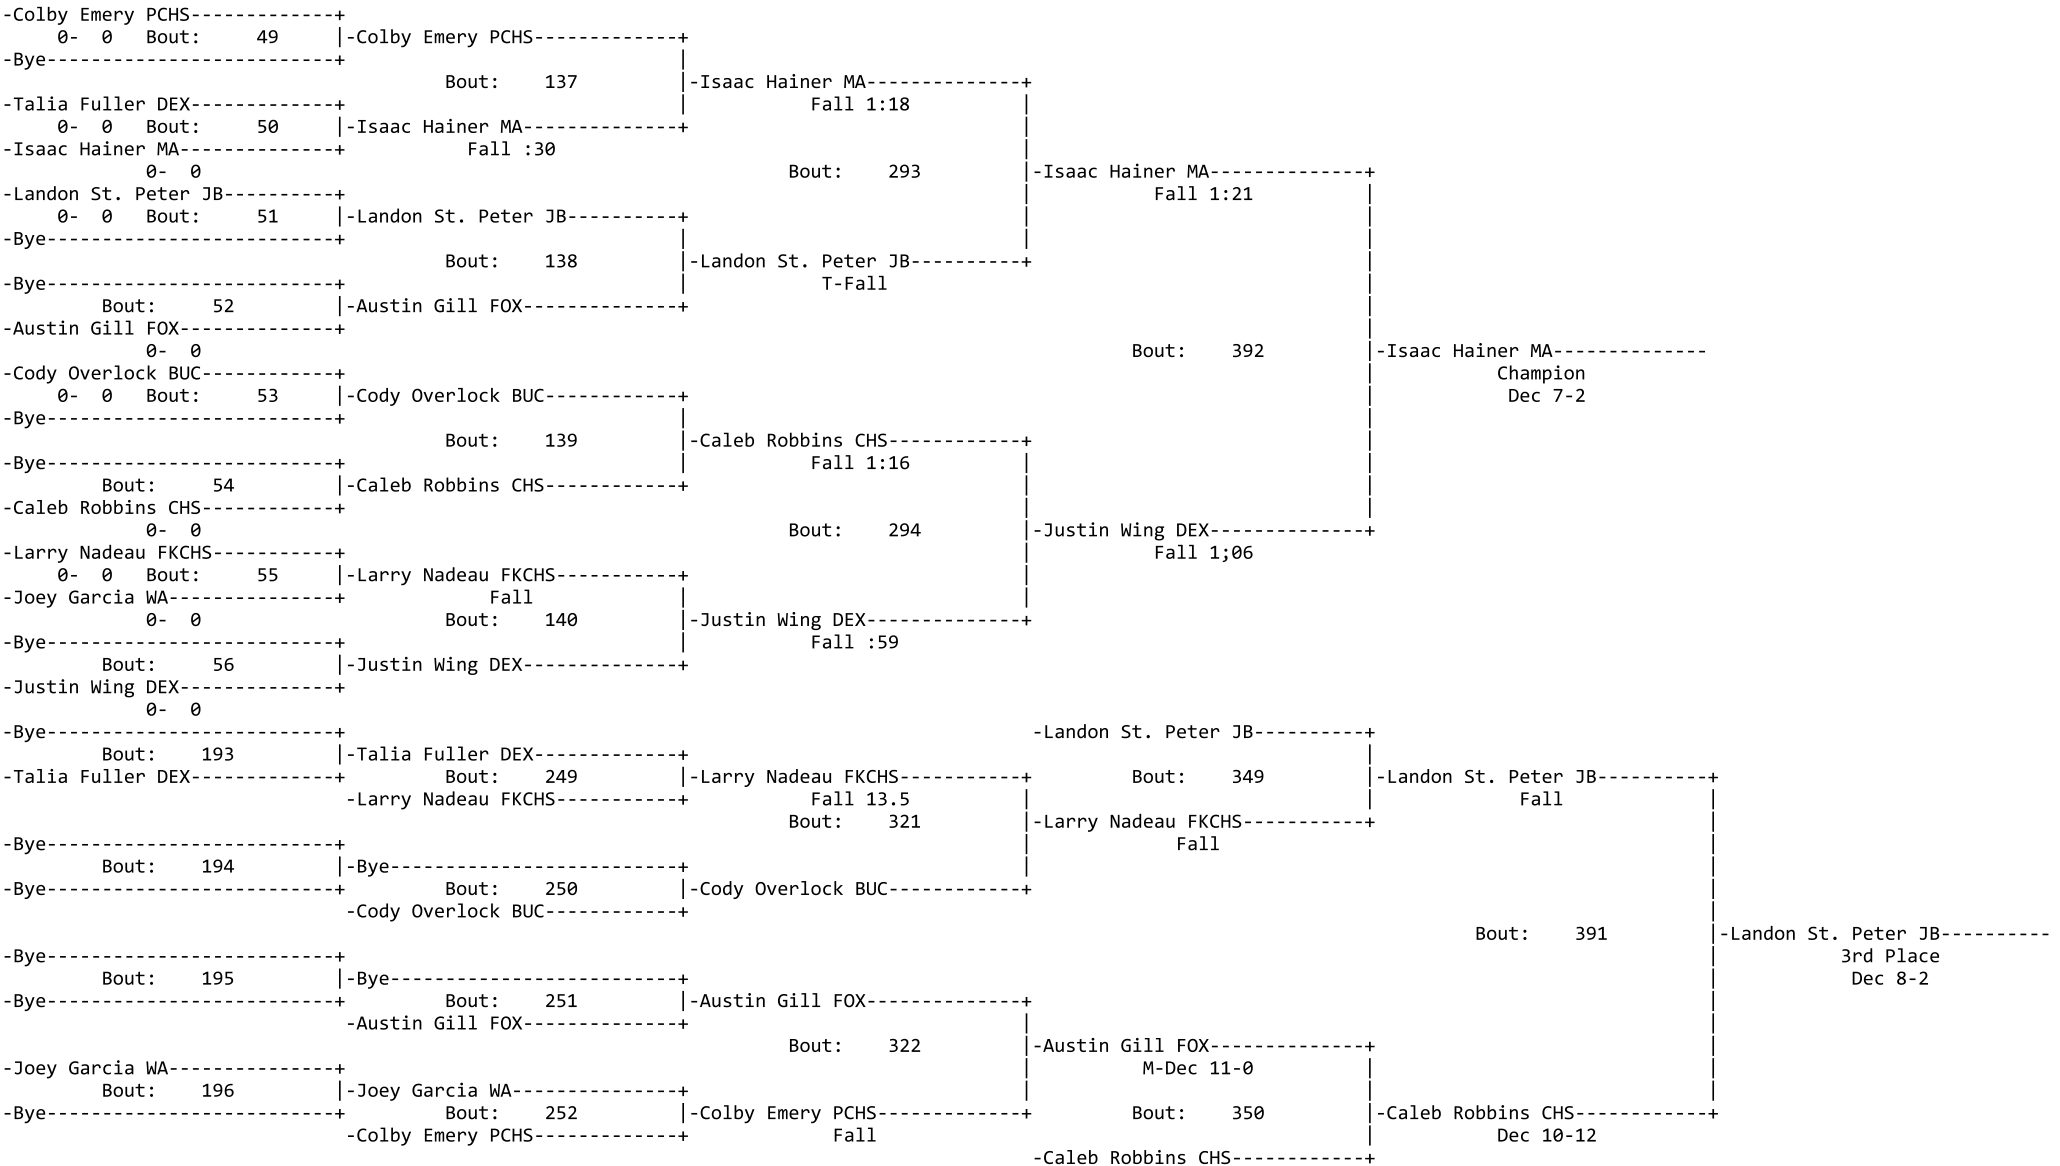 -Colby Emery PCHS-------------+
0-  0   Bout:     49     |-Colby Emery PCHS-------------+
-Bye--------------------------+                              |
Bout:    137         |-Isaac Hainer MA--------------+
-Talia Fuller DEX-------------+                              |           Fall 1:18          |
0-  0   Bout:     50     |-Isaac Hainer MA--------------+                              |
-Isaac Hainer MA--------------+           Fall :30                                          |
0-  0                                                     Bout:    293         |-Isaac Hainer MA--------------+
-Landon St. Peter JB----------+                                                             |           Fall 1:21          |
0-  0   Bout:     51     |-Landon St. Peter JB----------+                              |                              |
-Bye--------------------------+                              |                              |                              |
Bout:    138         |-Landon St. Peter JB----------+                              |
-Bye--------------------------+                              |            T-Fall                                           |
Bout:     52         |-Austin Gill FOX--------------+                                                             |
-Austin Gill FOX--------------+                                                                                            |
0-  0                                                                                    Bout:    392         |-Isaac Hainer MA--------------
-Cody Overlock BUC------------+                                                                                            |          Champion
0-  0   Bout:     53     |-Cody Overlock BUC------------+                                                             |           Dec 7-2
-Bye--------------------------+                              |                                                             |
Bout:    139         |-Caleb Robbins CHS------------+                              |
-Bye--------------------------+                              |           Fall 1:16          |                              |
Bout:     54         |-Caleb Robbins CHS------------+                              |                              |
-Caleb Robbins CHS------------+                                                             |                              |
0-  0                                                     Bout:    294         |-Justin Wing DEX--------------+
-Larry Nadeau FKCHS-----------+                                                             |           Fall 1;06
0-  0   Bout:     55     |-Larry Nadeau FKCHS-----------+                              |
-Joey Garcia WA---------------+             Fall             |                              |
0-  0                      Bout:    140         |-Justin Wing DEX--------------+
-Bye--------------------------+                              |           Fall :59
Bout:     56         |-Justin Wing DEX--------------+
-Justin Wing DEX--------------+
0-  0
-Bye--------------------------+                                                              -Landon St. Peter JB----------+
Bout:    193         |-Talia Fuller DEX-------------+                                                             |
-Talia Fuller DEX-------------+         Bout:    249         |-Larry Nadeau FKCHS-----------+         Bout:    349         |-Landon St. Peter JB----------+
-Larry Nadeau FKCHS-----------+           Fall 13.5          |                              |             Fall             |
Bout:    321         |-Larry Nadeau FKCHS-----------+                              |
-Bye--------------------------+                                                             |             Fall                                            |
Bout:    194         |-Bye--------------------------+                              |                                                             |
-Bye--------------------------+         Bout:    250         |-Cody Overlock BUC------------+                                                             |
-Cody Overlock BUC------------+                                                                                            |
Bout:    391         |-Landon St. Peter JB----------
-Bye--------------------------+                                                                                                                           |           3rd Place
Bout:    195         |-Bye--------------------------+                                                                                            |            Dec 8-2
-Bye--------------------------+         Bout:    251         |-Austin Gill FOX--------------+                                                             |
-Austin Gill FOX--------------+                              |                                                             |
Bout:    322         |-Austin Gill FOX--------------+                              |
-Joey Garcia WA---------------+                                                             |          M-Dec 11-0          |                              |
Bout:    196         |-Joey Garcia WA---------------+                              |                              |                              |
-Bye--------------------------+         Bout:    252         |-Colby Emery PCHS-------------+         Bout:    350         |-Caleb Robbins CHS------------+
-Colby Emery PCHS-------------+             Fall                                            |          Dec 10-12
-Caleb Robbins CHS------------+